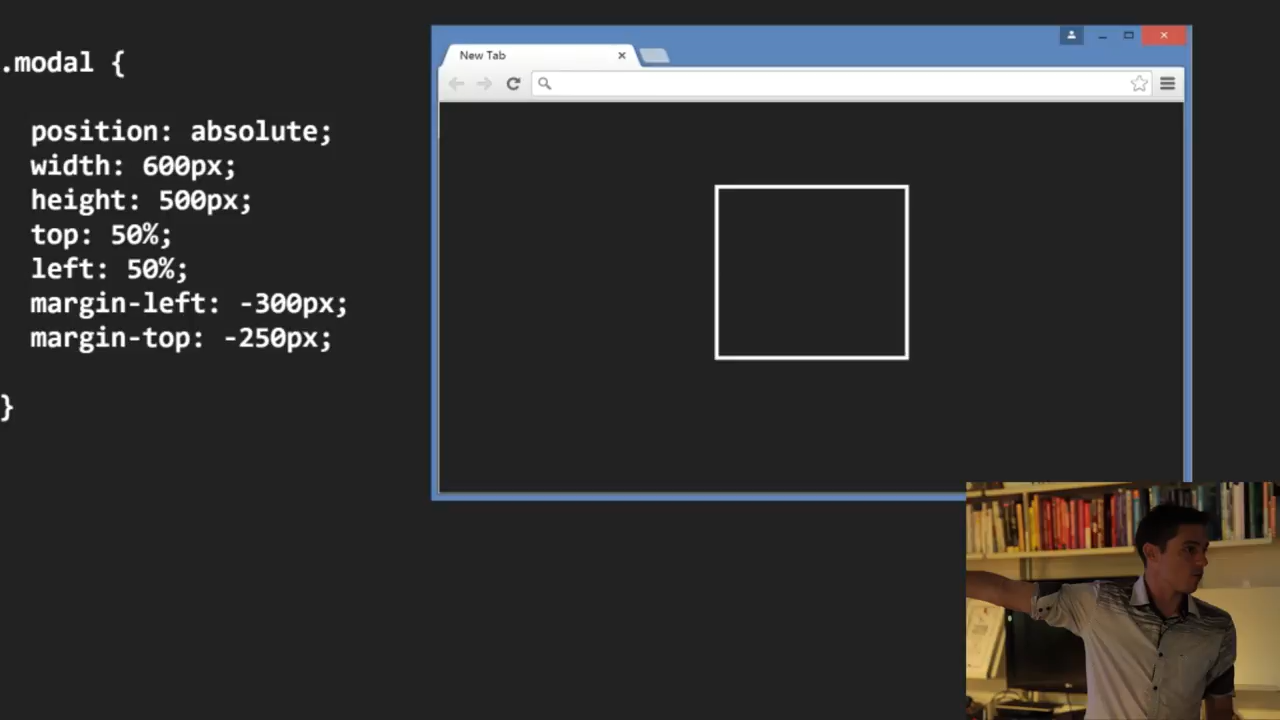 .modal {
position: absolute;
width: 600px;
height: 500px;
top: 50%;
left: 50%;
margin-left: -300px;
margin-top: -250px;
}
New Tab